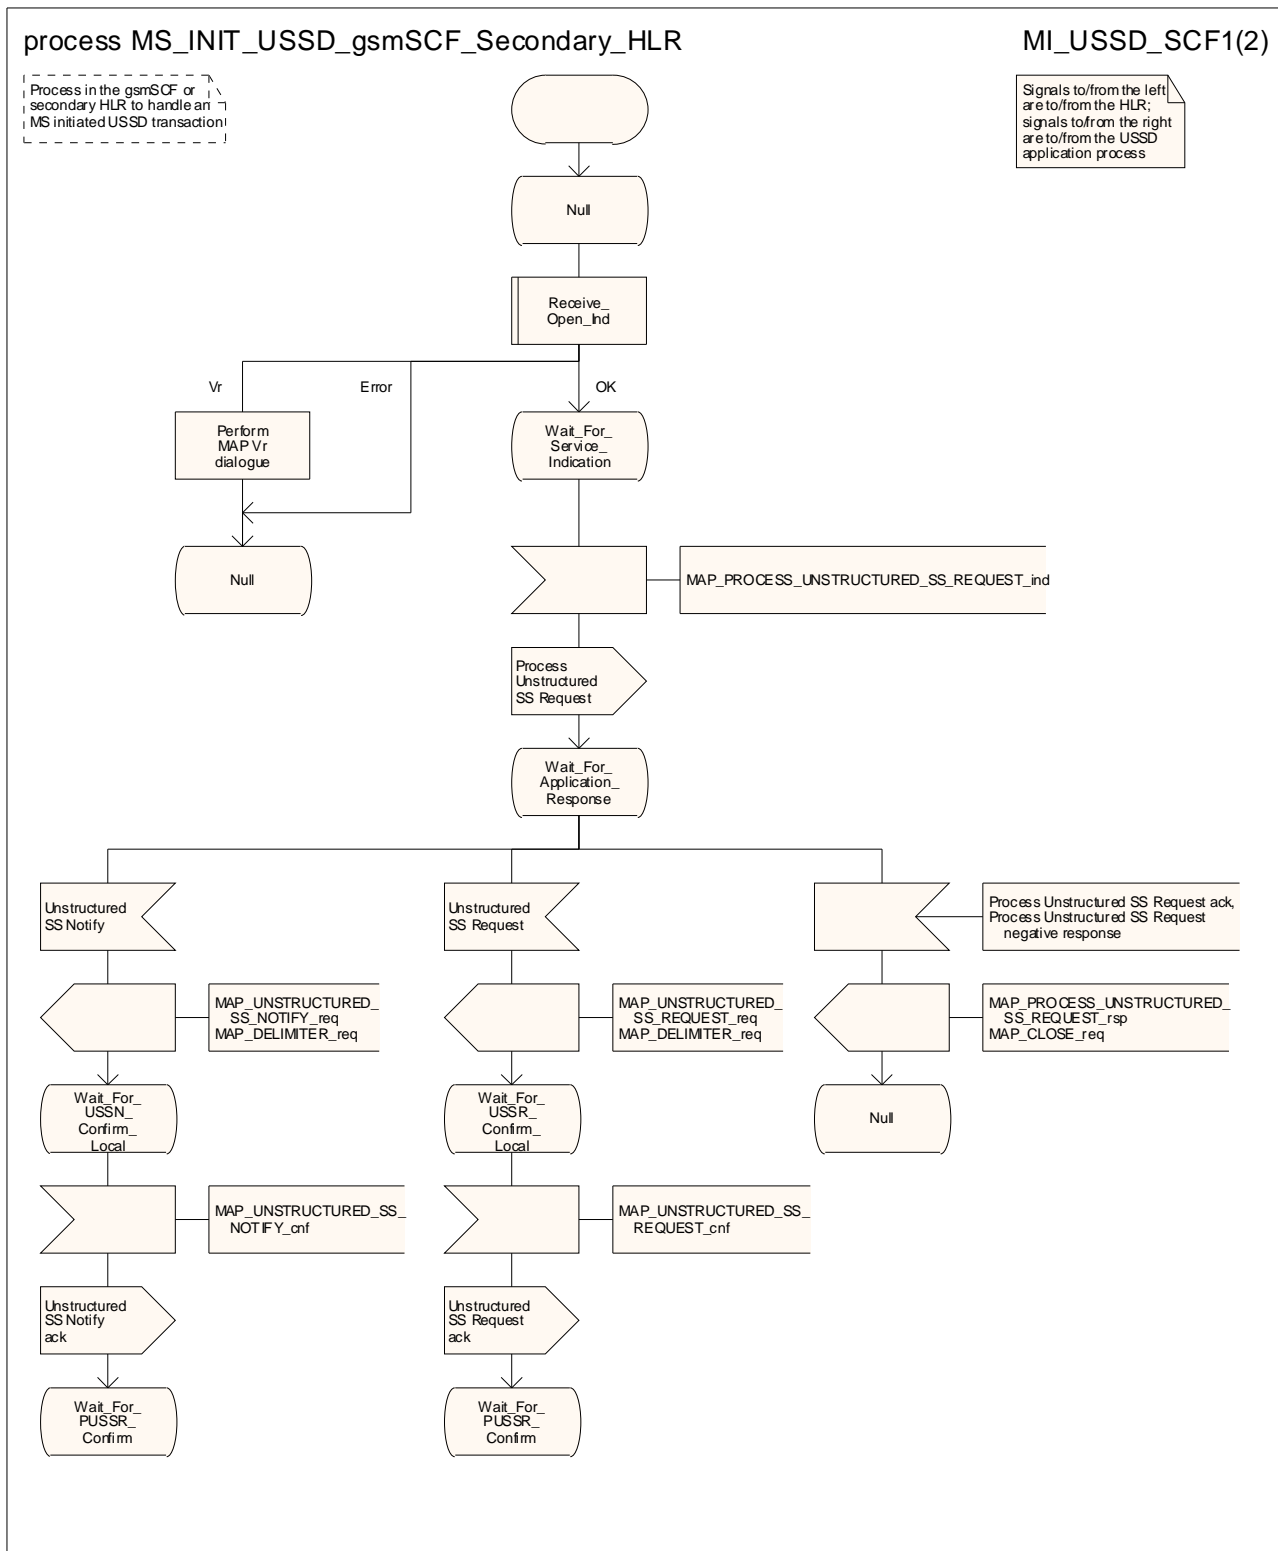 process MS_INIT_USSD_gsmSCF_Secondary_HLR
MI_USSD_SCF1(2)
Process in the gsmSCF or
secondary HLR to handle an
MS initiated USSD transaction
Signals to/from the left
are to/from the HLR;
signals to/from the right
are to/from the USSD
application process
Null
Receive_
Open_Ind
Vr
Error
OK
Perform
MAP Vr
dialogue
Wait_For_
Service_
Indication
Null
MAP_PROCESS_UNSTRUCTURED_SS_REQUEST_ind
Process
Unstructured
SS Request
Wait_For_
Application_
Response
Unstructured
SS Notify
Unstructured
SS Request
Process Unstructured SS Request ack,
Process Unstructured SS Request
negative response
MAP_UNSTRUCTURED_
SS_NOTIFY_req
MAP_DELIMITER_req
MAP_UNSTRUCTURED_
SS_REQUEST_req
MAP_DELIMITER_req
MAP_PROCESS_UNSTRUCTURED_
SS_REQUEST_rsp
MAP_CLOSE_req
Wait_For_
USSN_
Confirm_
Local
Wait_For_
USSR_
Confirm_
Local
Null
MAP_UNSTRUCTURED_SS_
NOTIFY_cnf
MAP_UNSTRUCTURED_SS_
REQUEST_cnf
Unstructured
SS Notify
ack
Unstructured
SS Request
ack
Wait_For_
PUSSR_
Confirm
Wait_For_
PUSSR_
Confirm